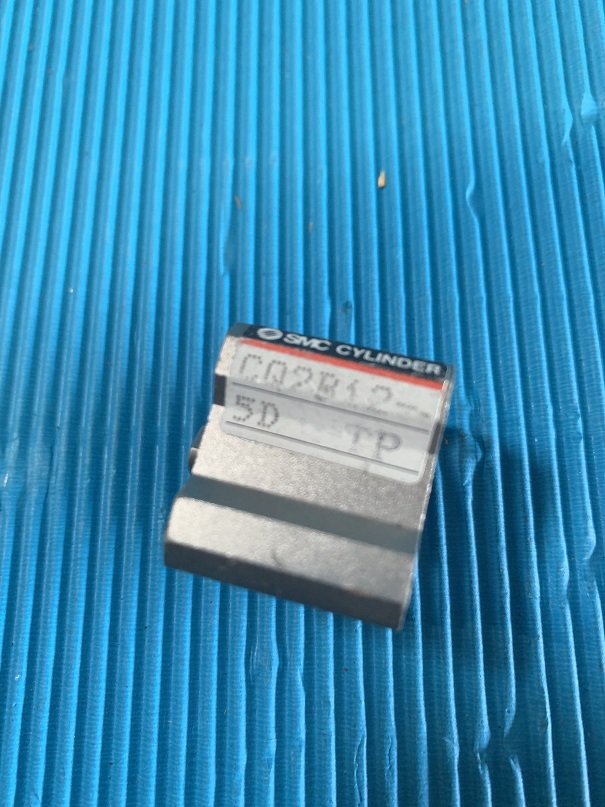 SMC CYLINDER
CQ2B12-
5D TP